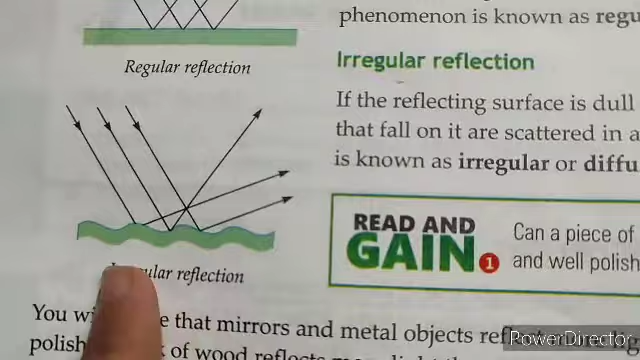 Regular reflection
phenomenon is known as regu
Irregular reflection
If the reflecting surface is dull
that fall on it are scattered in a
is known as irregular or diffu
READ AND
GAIN 1
Can a piece of
and well polish
ular reflection
You wi e that mirrors and metal objects ref
polish of wood reflects
PowerDirector